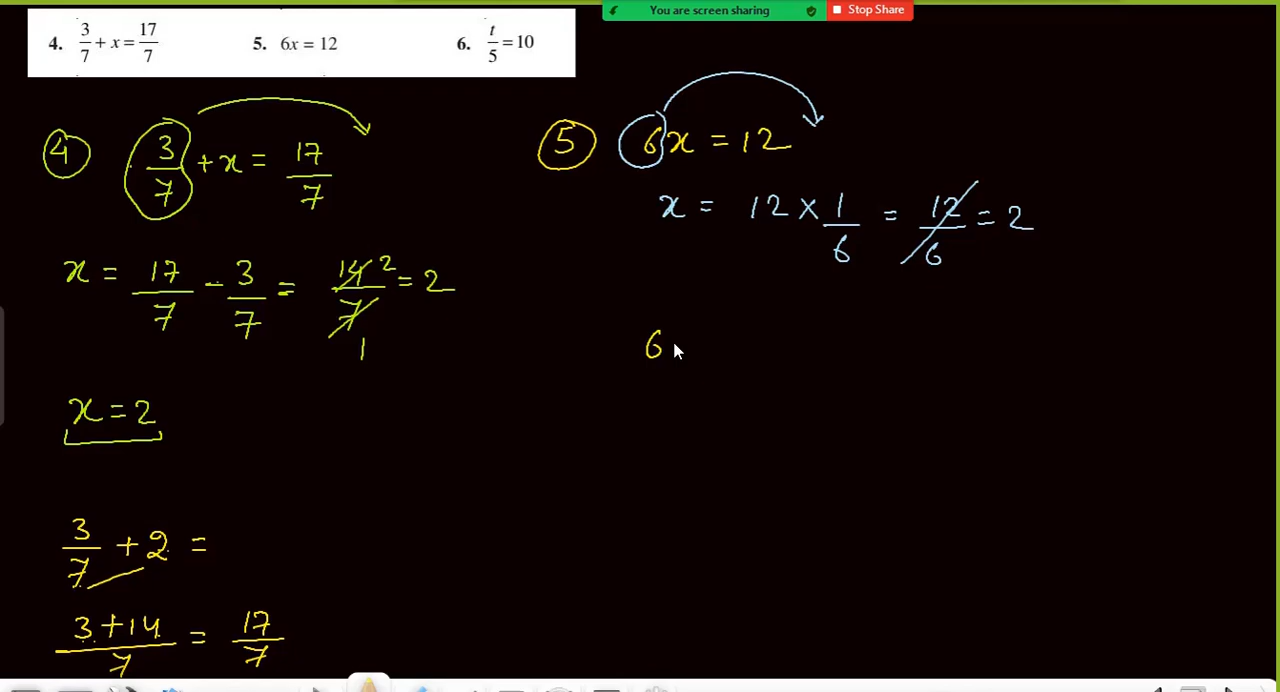 You are screen sharing Stop Share
4. 3/7 + x = 17/7 5. 6x = 12 6. t/5 = 10
4 3/7 + x = 17/7
x = 17/7 - 3/7 = 14/7 2 1 = 2
x = 2
3/7 + 2 =
3+14/7 = 17/7
5 6x = 12
x = 12 × 1/6 = 12/6 = 2
6